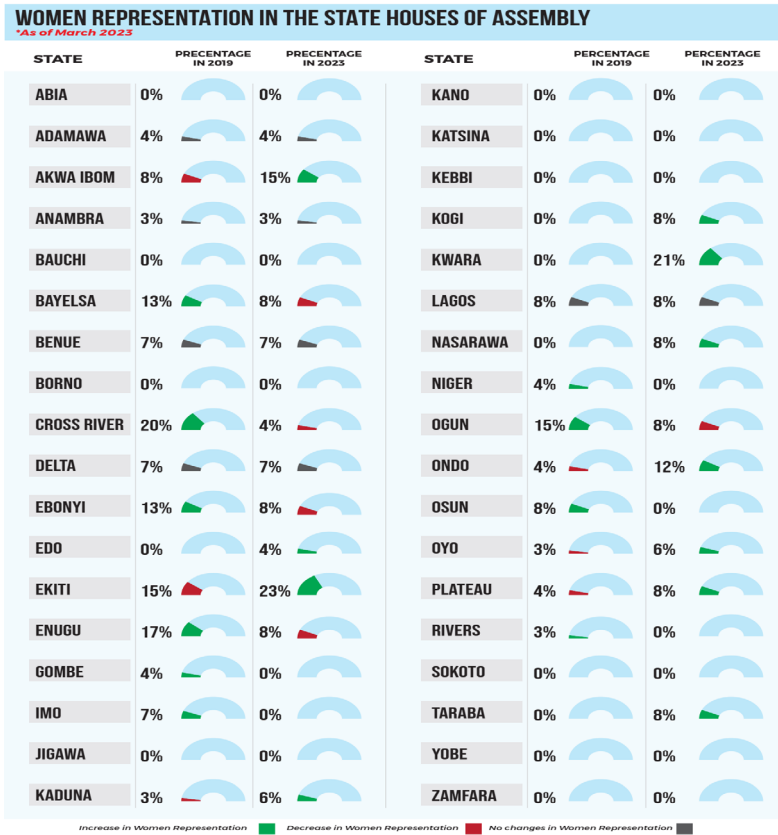 WOMEN REPRESENTATION IN THE STATE HOUSES OF ASSEMBLY
*As of March 2023
STATE PRECENTAGE IN 2019 PRECENTAGE IN 2023 STATE PERCENTAGE IN 2019 PERCENTAGE IN 2023
ABIA 0% 0% KANO 0% 0%
ADAMAWA 4% 4% KATSINA 0% 0%
AKWA IBOM 8% 15% KEBBI 0% 0%
ANAMBRA 3% 3% KOGI 0% 8%
BAUCHI 0% 0% KWARA 0% 21%
BAYELSA 13% 8% LAGOS 8% 8%
BENUE 7% 7% NASARAWA 0% 8%
BORNO 0% 0% NIGER 4% 0%
CROSS RIVER 20% 4% OGUN 15% 8%
DELTA 7% 7% ONDO 4% 12%
EBONYI 13% 8% OSUN 8% 0%
EDO 0% 4% OYO 3% 6%
EKITI 15% 23% PLATEAU 4% 8%
ENUGU 17% 8% RIVERS 3% 0%
GOMBE 4% 0% SOKOTO 0% 0%
IMO 7% 0% TARABA 0% 8%
JIGAWA 0% 0% YOBE 0% 0%
KADUNA 3% 6% ZAMFARA 0% 0%
Increase in Women Representation Decrease in Women Representation No changes in Women Representation